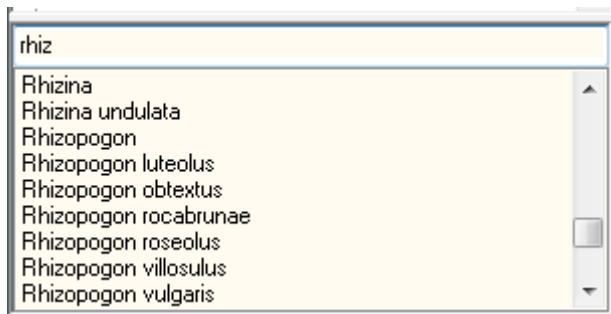 rhiz
Rhizina
Rhizina undulata
Rhizopogon
Rhizopogon luteolus
Rhizopogon obtextus
Rhizopogon rocabrunae
Rhizopogon roseolus
Rhizopogon villosulus
Rhizopogon vulgaris